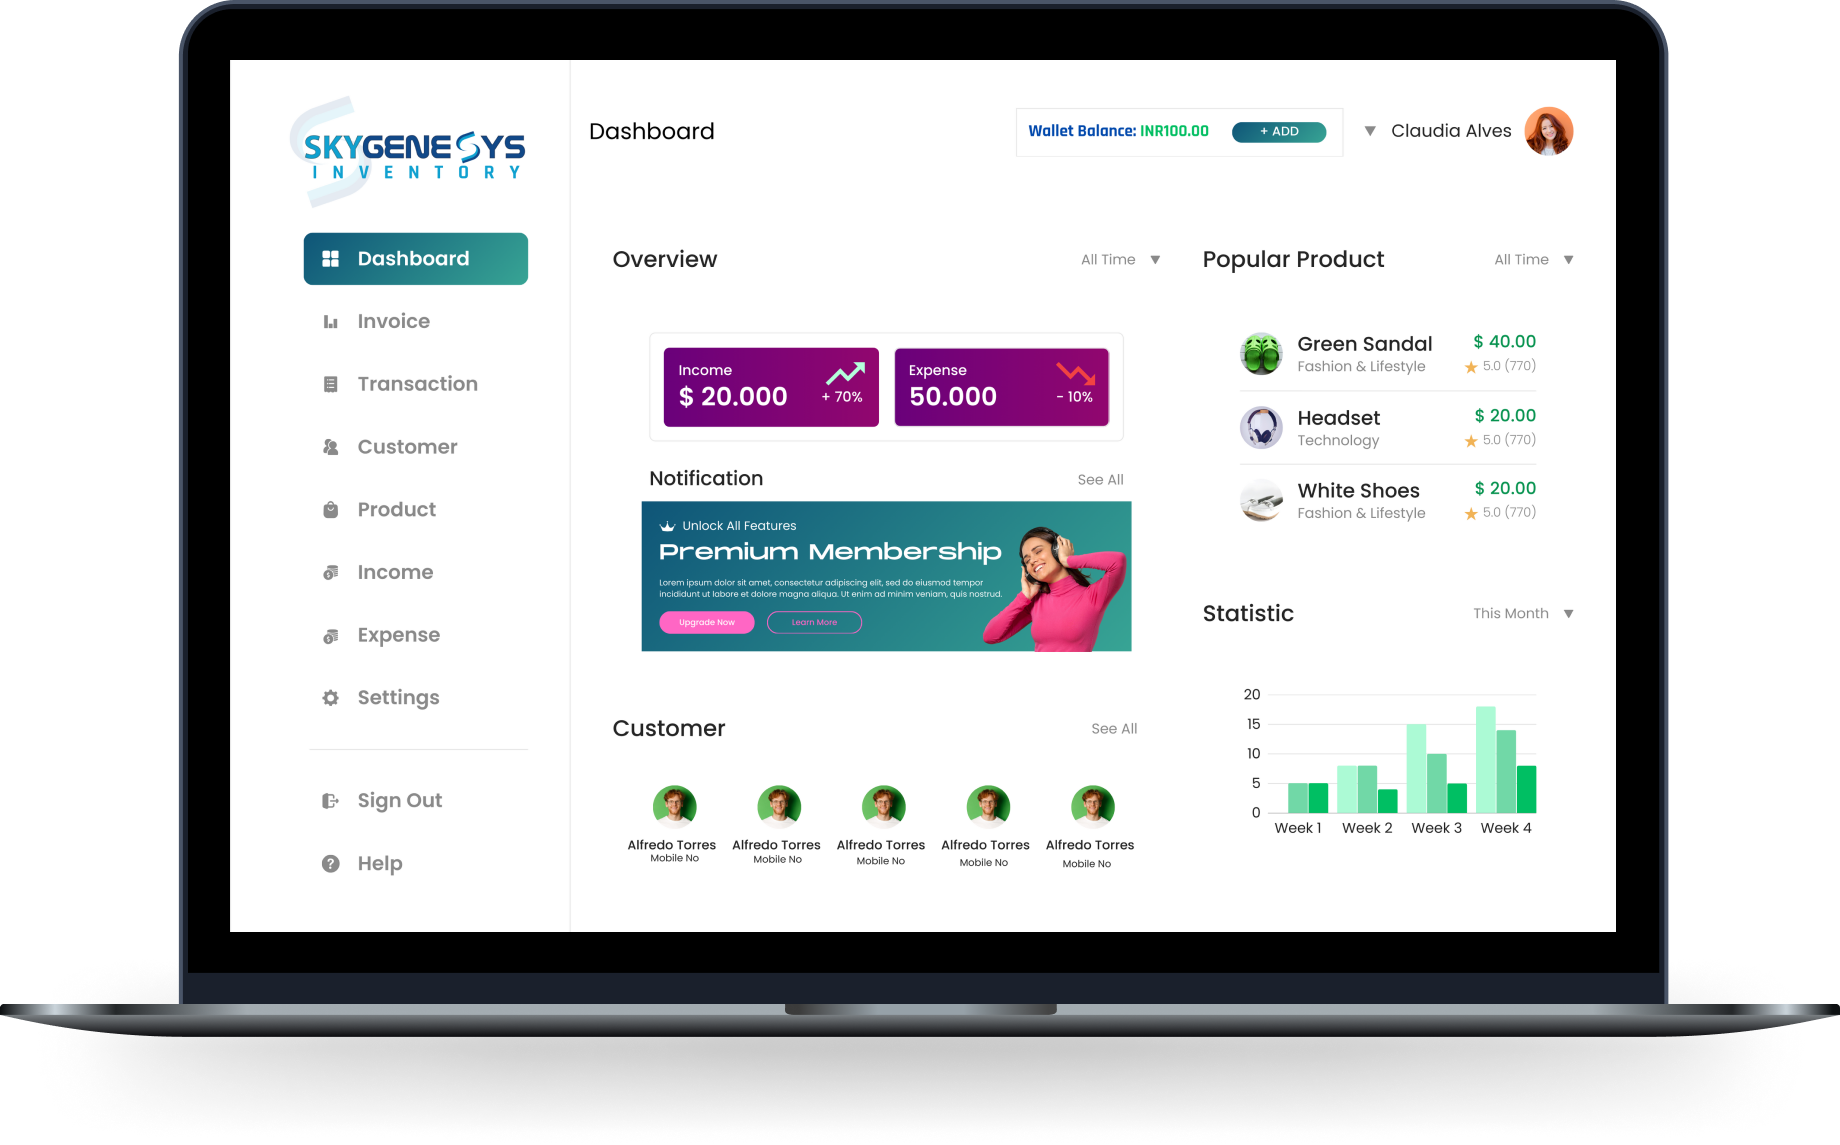 SKYGENESYS
INVENTORY
Dashboard
Invoice
Transaction
Customer
Product
Income
Expense
Settings
Sign Out
Help
Dashboard
Wallet Balance: INR100.00
+ ADD
Claudia Alves
Overview
All Time
Income
$ 20.000
+ 70%
Expense
50.000
- 10%
Notification
See All
Unlock All Features
Premium Membership
Lorem ipsum dolor sit amet, consectetur adipiscing elit, sed do eiusmod tempor
incididunt ut labore et dolore magna aliqua. Ut enim ad minim veniam, quis nostrud.
Upgrade Now
Learn More
Customer
See All
Alfredo Torres
Mobile No
Alfredo Torres
Mobile No
Alfredo Torres
Mobile No
Alfredo Torres
Mobile No
Alfredo Torres
Mobile No
Popular Product
All Time
Green Sandal
$ 40.00
Fashion & Lifestyle
5.0 (770)
Headset
$ 20.00
Technology
5.0 (770)
White Shoes
$ 20.00
Fashion & Lifestyle
5.0 (770)
Statistic
This Month
20
15
10
5
0
Week 1
Week 2
Week 3
Week 4